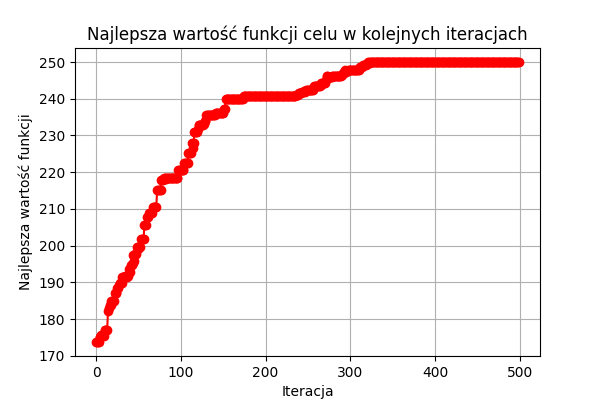 Najlepsza wartość funkcji celu w kolejnych iteracjach
Najlepsza wartość funkcji
250
240
230
220
210
200
190
180
170
0 100 200 300 400 500
Iteracja